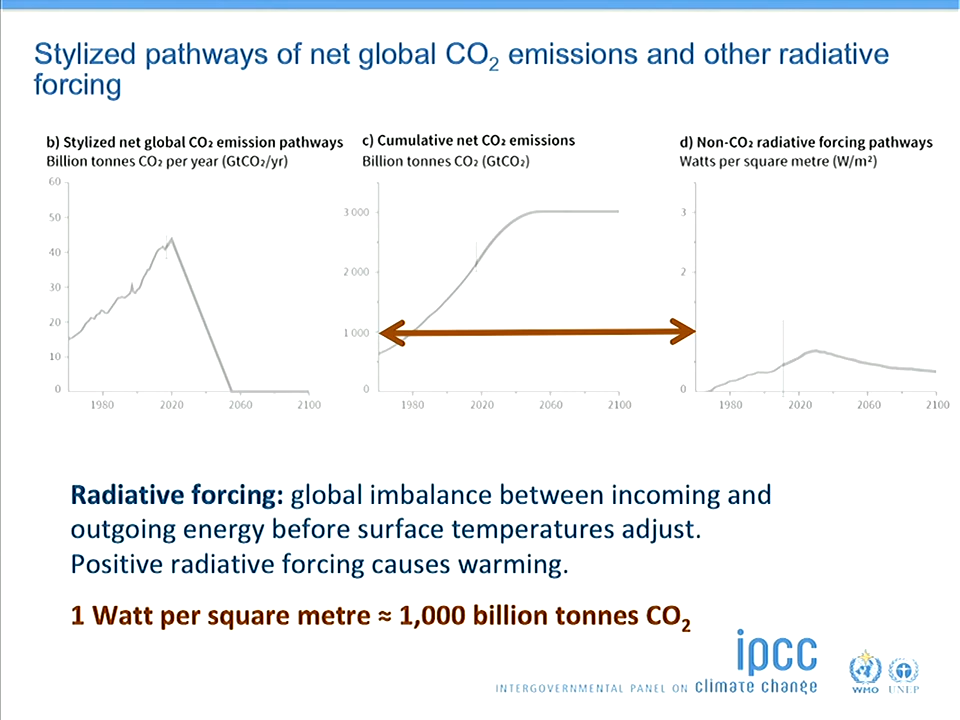 Stylized pathways of net global CO₂ emissions and other radiative
forcing
b) Stylized net global CO₂ emission pathways
Billion tonnes CO₂ per year (GtCO₂/yr)
60
50
40
30
20
10
0
1980
2020
2060
2100
c) Cumulative net CO₂ emissions
Billion tonnes CO₂ (GtCO₂)
3 000
2 000
1 000
0
1980
2020
2060
2100
d) Non-CO₂ radiative forcing pathways
Watts per square metre (W/m²)
3
2
0
1980
2020
2060
2100
Radiative forcing: global imbalance between incoming and
outgoing energy before surface temperatures adjust.
Positive radiative forcing causes warming.
1 Watt per square metre ≈ 1,000 billion tonnes CO₂
ipcc
INTERGOVERNMENTAL PANEL ON climate change
WMO
UNEP